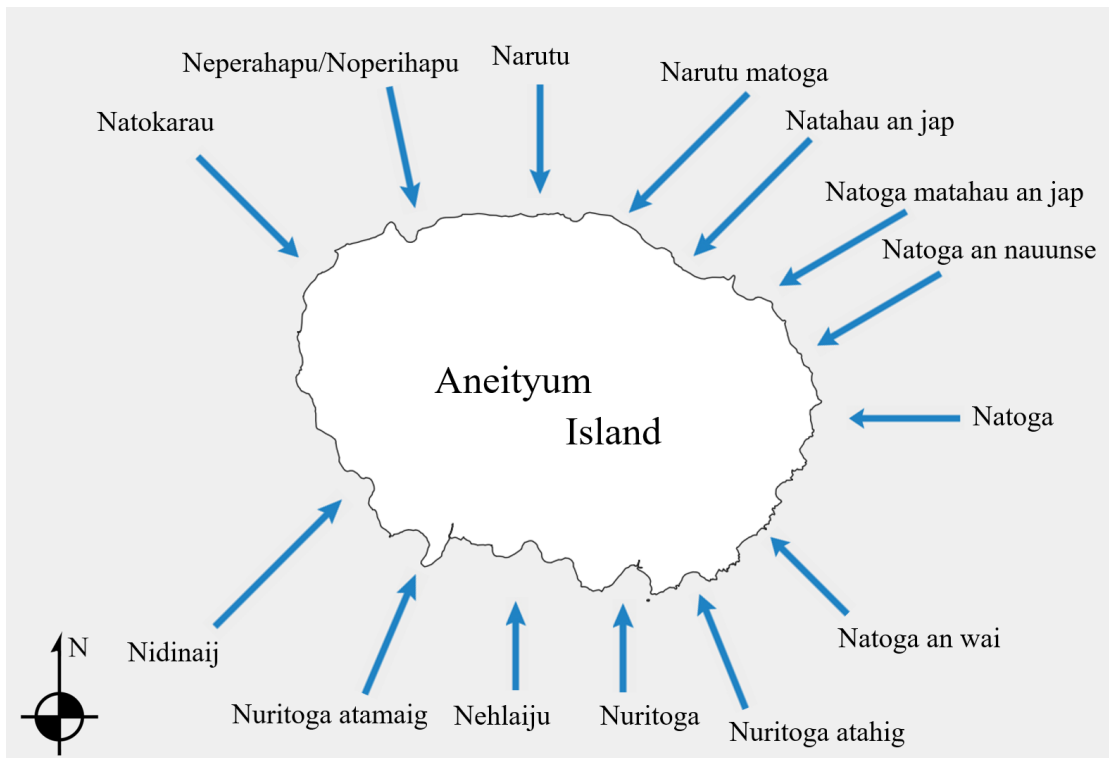 Neperahapu/Noperihapu
Narutu
Narutu matoga
Natokarau
Natahau an jap
Natoga matahau an jap
Natoga an nauunse
Aneityum
Island
Natoga
Nidinaij
Natoga an wai
N
Nuritoga atamaig
Nehlaiju
Nuritoga
Nuritoga atahig